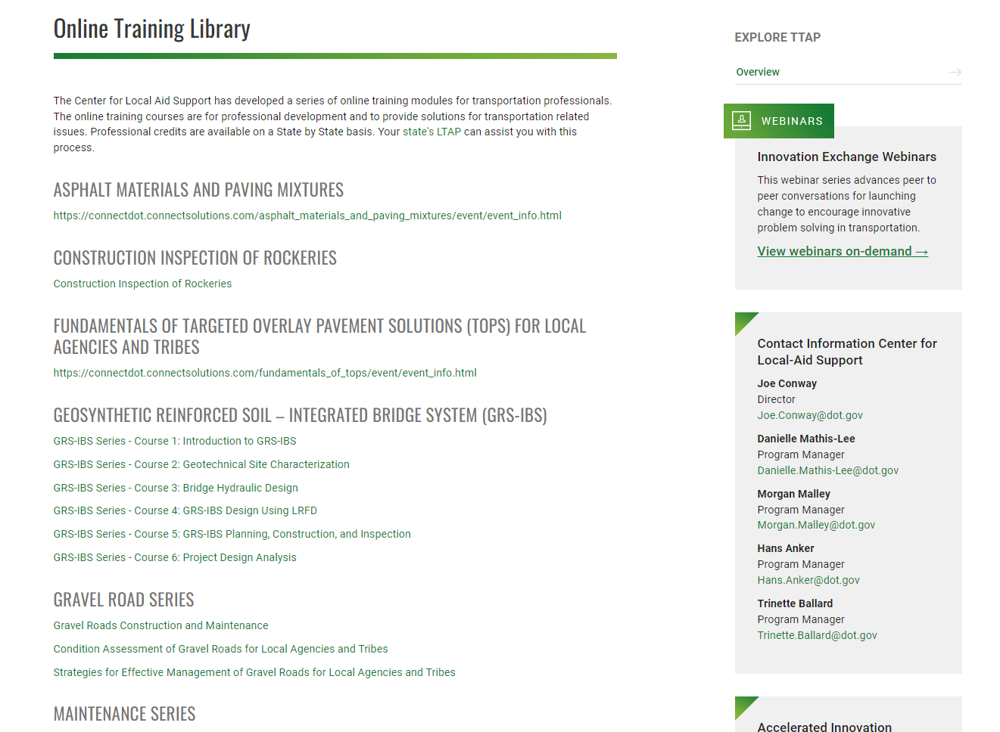 Online Training Library
The Center for Local Aid Support has developed a series of online training modules for transportation professionals.
The online training courses are for professional development and to provide solutions for transportation related
issues. Professional credits are available on a State by State basis. Your state's LTAP can assist you with this
process.
ASPHALT MATERIALS AND PAVING MIXTURES
https://connectdot.connectsolutions.com/asphalt_materials_and_paving_mixtures/event/event_info.html
CONSTRUCTION INSPECTION OF ROCKERIES
Construction Inspection of Rockeries
FUNDAMENTALS OF TARGETED OVERLAY PAVEMENT SOLUTIONS (TOPS) FOR LOCAL
AGENCIES AND TRIBES
https://connectdot.connectsolutions.com/fundamentals_of_tops/event/event_info.html
GEOSYNTHETIC REINFORCED SOIL – INTEGRATED BRIDGE SYSTEM (GRS-IBS)
GRS-IBS Series - Course 1: Introduction to GRS-IBS
GRS-IBS Series - Course 2: Geotechnical Site Characterization
GRS-IBS Series - Course 3: Bridge Hydraulic Design
GRS-IBS Series - Course 4: GRS-IBS Design Using LRFD
GRS-IBS Series - Course 5: GRS-IBS Planning, Construction, and Inspection
GRS-IBS Series - Course 6: Project Design Analysis
GRAVEL ROAD SERIES
Gravel Roads Construction and Maintenance
Condition Assessment of Gravel Roads for Local Agencies and Tribes
Strategies for Effective Management of Gravel Roads for Local Agencies and Tribes
MAINTENANCE SERIES
EXPLORE TTAP
Overview
WEBINARS
Innovation Exchange Webinars
This webinar series advances peer to
peer conversations for launching
change to encourage innovative
problem solving in transportation.
View webinars on-demand →
Contact Information Center for
Local-Aid Support
Joe Conway
Director
Joe.Conway@dot.gov
Danielle Mathis-Lee
Program Manager
Danielle.Mathis-Lee@dot.gov
Morgan Malley
Program Manager
Morgan.Malley@dot.gov
Hans Anker
Program Manager
Hans.Anker@dot.gov
Trinette Ballard
Program Manager
Trinette.Ballard@dot.gov
Accelerated Innovation